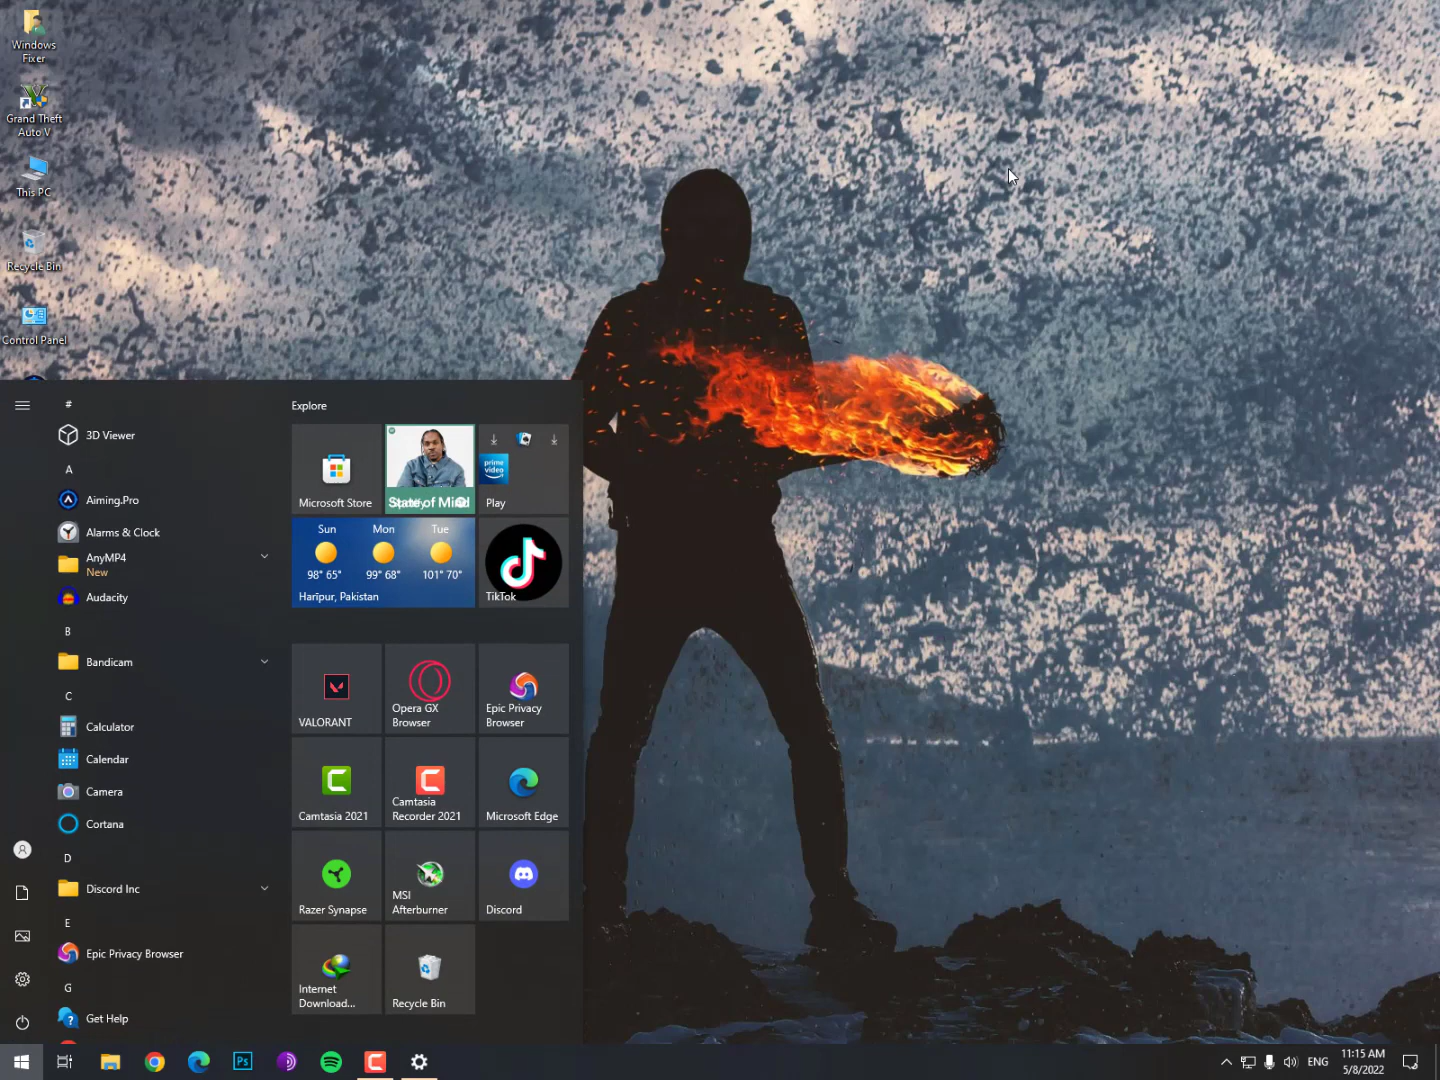 Windows
Fixer
Grand Theft
Auto V
This PC
Recycle Bin
Control Panel
#
3D Viewer
A
Aiming.Pro
Alarms & Clock
AnyMP4
New
Audacity
B
Bandicam
C
Calculator
Calendar
Camera
Cortana
D
Discord Inc
E
Epic Privacy Browser
G
Get Help
Explore
Microsoft Store
State of Mind
prime
video
Play
Sun Mon Tue
98° 65° 99° 68° 101° 70°
Harīpur, Pakistan
TikTok
VALORANT
Opera GX
Browser
Epic Privacy
Browser
Camtasia 2021
Camtasia
Recorder 2021
Microsoft Edge
Razer Synapse
MSI
Afterburner
Discord
Internet
Download...
Recycle Bin
Ps
ENG
11:15 AM
5/8/2022